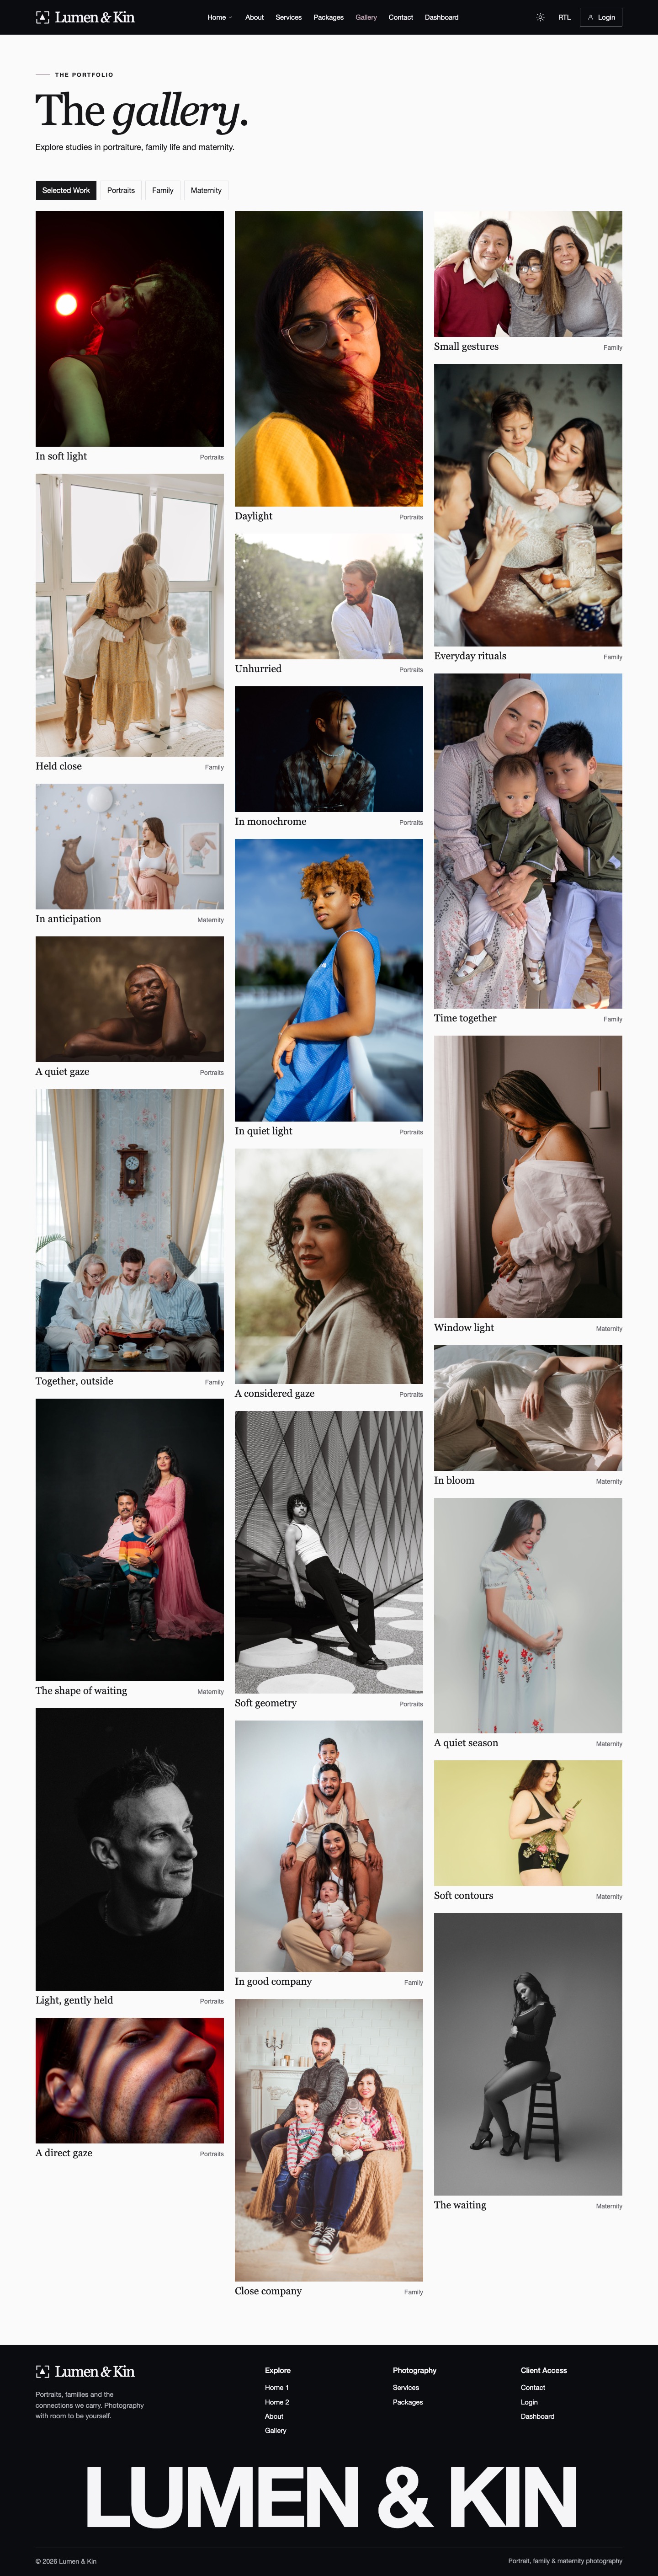 Lumen & Kin
Home
About
Services
Packages
Gallery
Contact
Dashboard
RTL
Login
THE PORTFOLIO
The gallery.
Explore studies in portraiture, family life and maternity.
Selected Work
Portraits
Family
Maternity
In soft light
Portraits
Held close
Family
In anticipation
Maternity
A quiet gaze
Portraits
Together, outside
Family
The shape of waiting
Maternity
Light, gently held
Portraits
A direct gaze
Portraits
Daylight
Portraits
Unhurried
Portraits
In monochrome
Portraits
In quiet light
Portraits
A considered gaze
Portraits
Soft geometry
Portraits
In good company
Family
Close company
Family
Small gestures
Family
Everyday rituals
Family
Time together
Family
Window light
Maternity
In bloom
Maternity
A quiet season
Maternity
Soft contours
Maternity
The waiting
Maternity
Lumen & Kin
Portraits, families and the
connections we carry. Photography
with room to be yourself.
Explore
Home 1
Home 2
About
Gallery
Photography
Services
Packages
Client Access
Contact
Login
Dashboard
LUMEN & KIN
© 2026 Lumen & Kin
Portrait, family & maternity photography